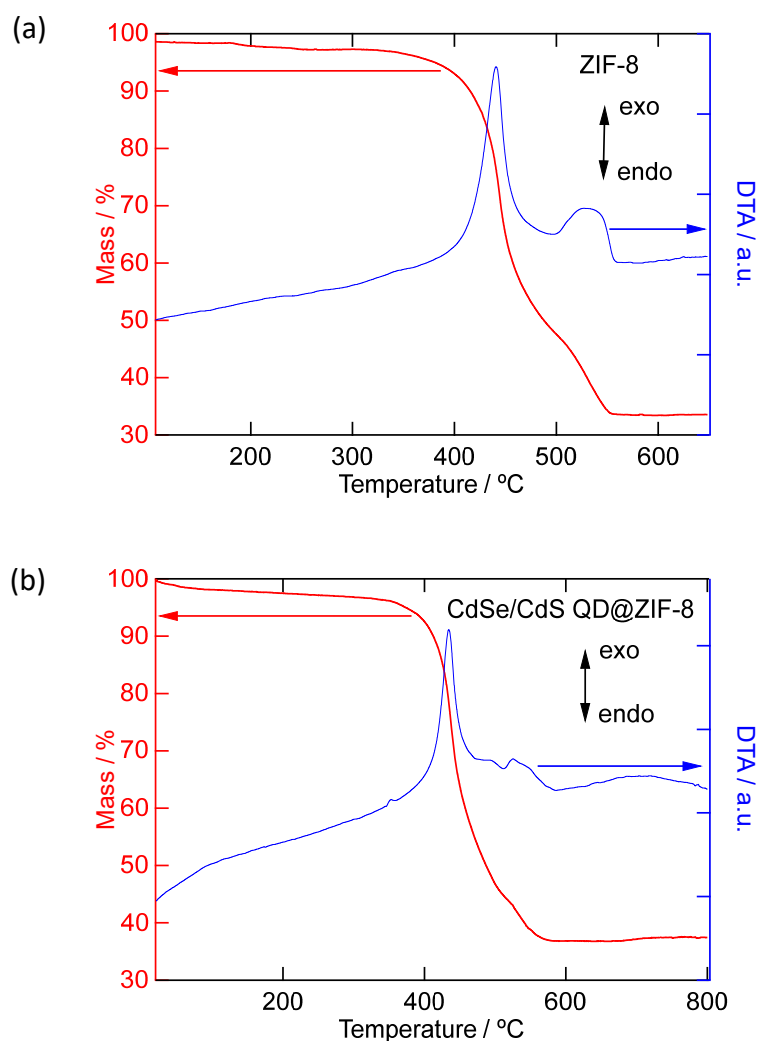 (a)
100
90
80
70
60
50
40
30
Mass / %
ZIF-8
exo
endo
DTA / a.u.
200 300 400 500 600
Temperature / ºC
(b)
100
90
80
70
60
50
40
30
Mass / %
CdSe/CdS QD@ZIF-8
exo
endo
DTA / a.u.
200 400 600 800
Temperature / ºC